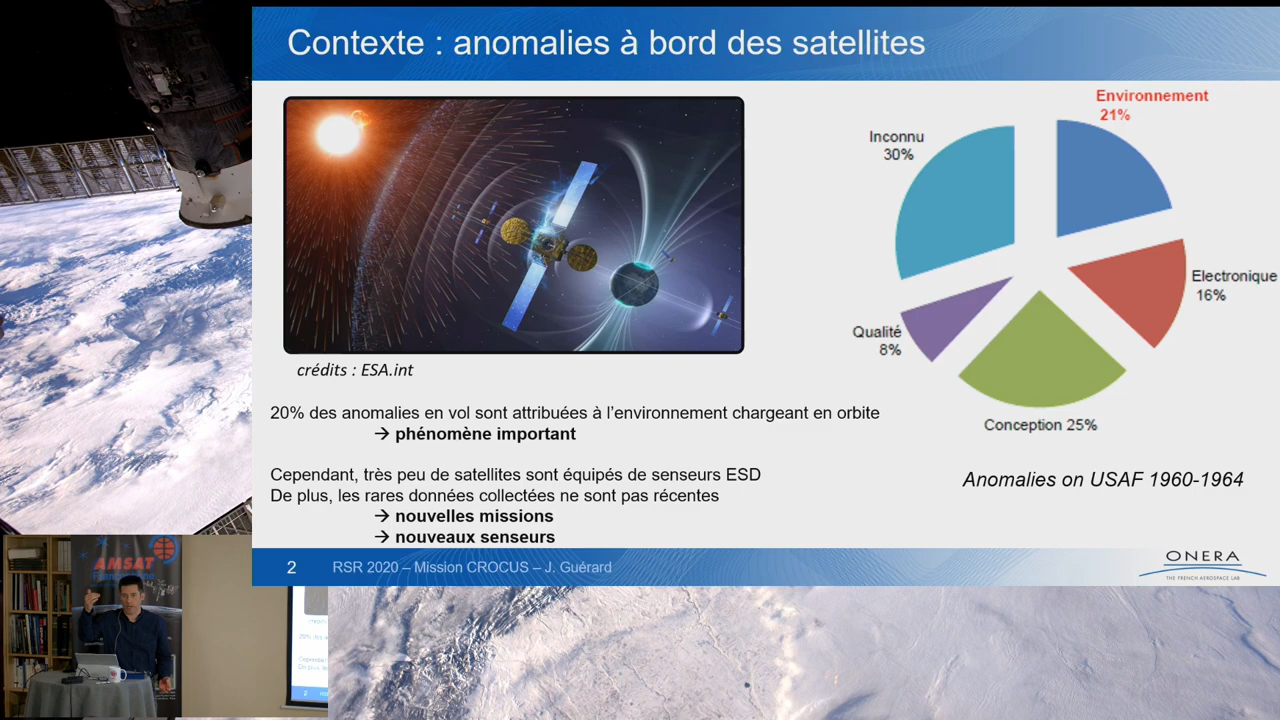 Contexte : anomalies à bord des satellites
crédits : ESA.int
Environnement
21%
Inconnu
30%
Electronique
16%
Qualité
8%
Conception 25%
Anomalies on USAF 1960-1964
20% des anomalies en vol sont attribuées à l'environnement chargeant en orbite
→ phénomène important
Cependant, très peu de satellites sont équipés de senseurs ESD
De plus, les rares données collectées ne sont pas récentes
→ nouvelles missions
→ nouveaux senseurs
2
RSR 2020 – Mission CROCUS – J. Guérard
ONERA
THE FRENCH AEROSPACE LAB
AMSAT